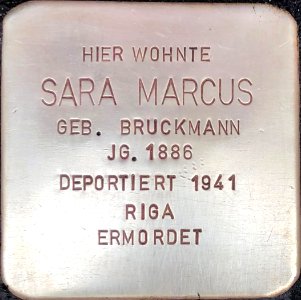 HIER WOHNTE
SARA MARCUS
GEB. BRUCKMANN
JG. 1886
DEPORTIERT 1941
RIGA
ERMORDET